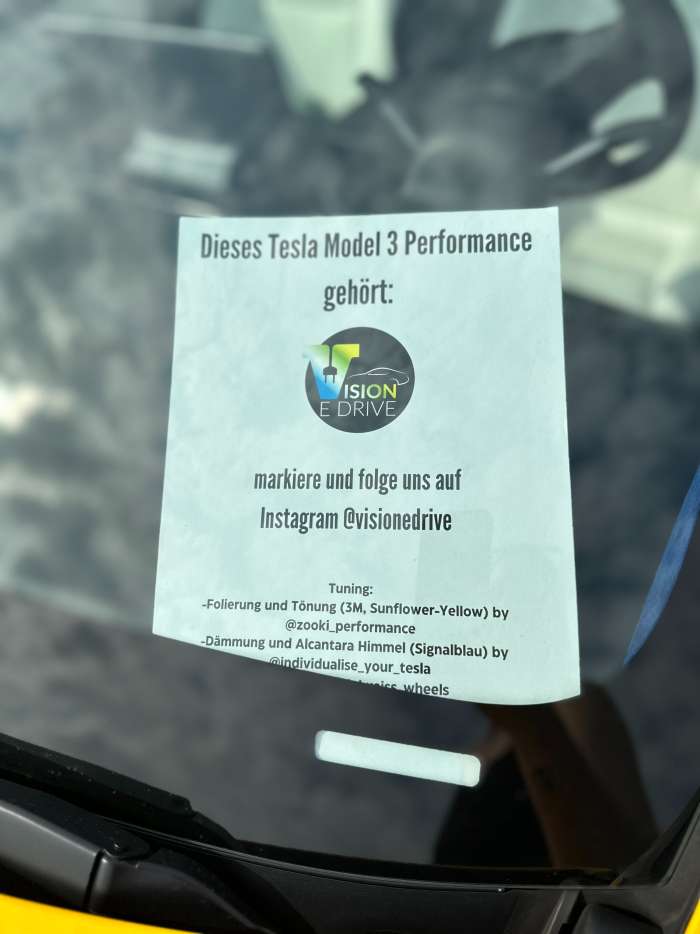 Dieses Tesla Model 3 Performance
gehört:
VISION
E DRIVE
markiere und folge uns auf
Instagram @visionedrive
Tuning:
-Folierung und Tönung (3M, Sunflower-Yellow) by
@zooki_performance
-Dämmung und Alcantara Himmel (Signalblau) by
@individualise_your_tesla
wheels